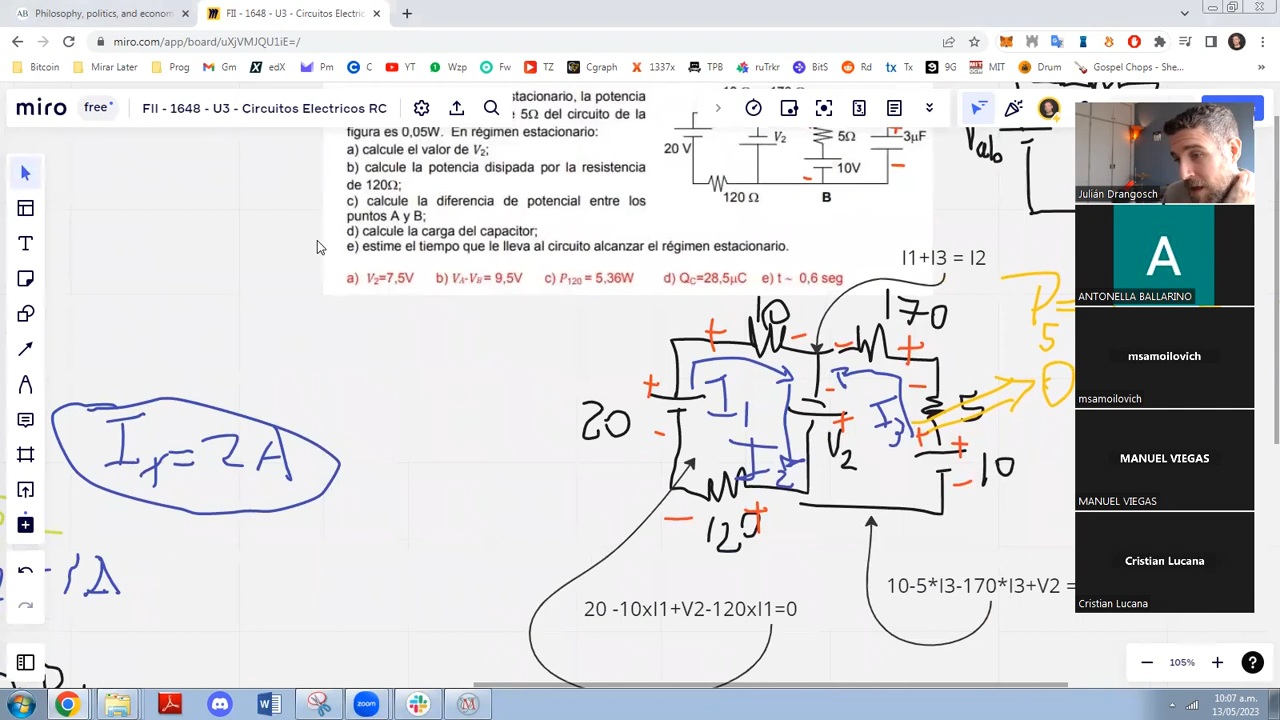 Philosophy, politics, and econom
FII - 1648 - U3 - Circuitos Electric
miro.com/app/board/uXjVMJQU1iE=/
Bitcoin
Mirar Later
Prog
Gm
edX
Pm
C
YT
Wzp
Fw
TZ
Cgraph
1337x
TPB
BitS
ruTrkr
Rd
Tx
9G
MIT
Drum
Gospel Chops - She...
miro
free
FII - 1648 - U3 - Circuitos Electricos RC
stacionario, la potencia
5Ω del circuito de la
figura es 0,05W. En régimen estacionario:
a) calcule el valor de V2;
b) calcule la potencia disipada por la resistencia
de 120Ω;
c) calcule la diferencia de potencial entre los
puntos A y B;
d) calcule la carga del capacitor;
e) estime el tiempo que le lleva al circuito alcanzar el régimen estacionario.
a) V2=7,5V b) VA-VB= 9,5V c) P120 = 5,36W d) QC=28,5μC e) t ~ 0,6 seg
20 V
V2
5Ω
10V
3μF
120 Ω
B
Vab
I1+I3 = I2
10
170
P=
5
0
20
I1
I2
I3
V2
5
10
120
20 -10xI1+V2-120xI1=0
10-5*I3-170*I3+V2 =
Julián Drangosch
A
ANTONELLA BALLARINO
msamoilovich
msamoilovich
MANUEL VIEGAS
MANUEL VIEGAS
Cristian Lucana
Cristian Lucana
105%
zoom
10:07 a.m.
13/05/2023